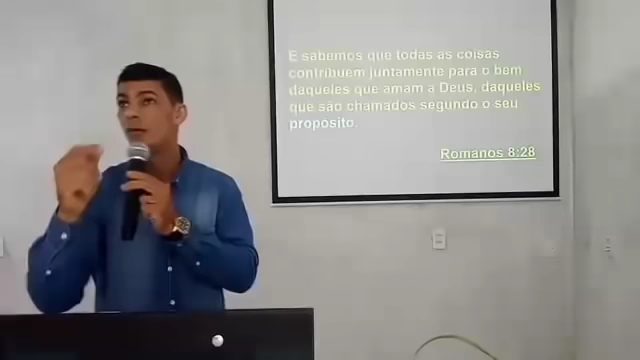 E sabemos que todas as coisas
contribuem juntamente para o bem
daqueles que amam a Deus, daqueles
que são chamados segundo o seu
propósito.
Romanos 8:28